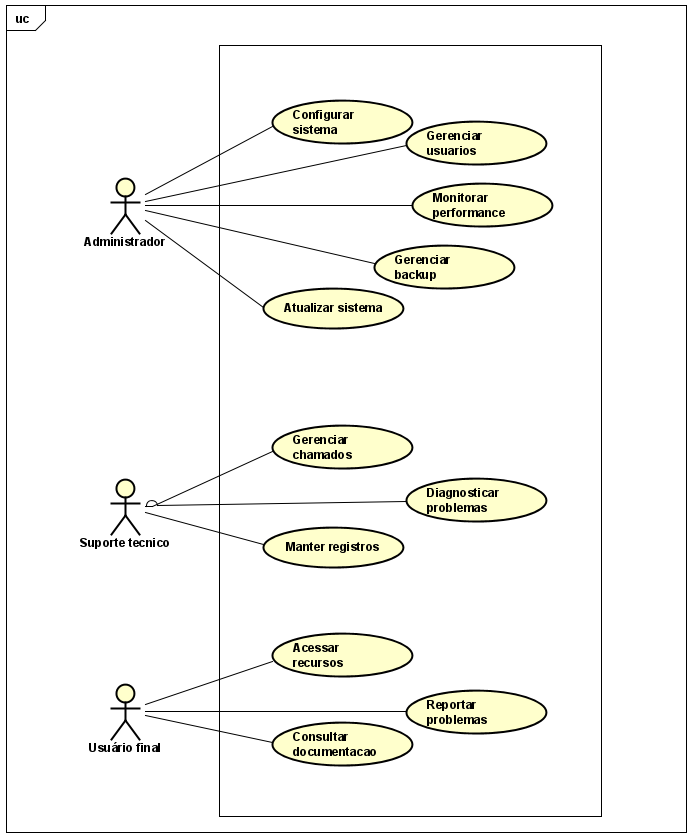 uc
Configurar
sistema
Gerenciar
usuarios
Monitorar
performance
Administrador
Gerenciar
backup
Atualizar sistema
Gerenciar
chamados
Diagnosticar
problemas
Suporte tecnico
Manter registros
Acessar
recursos
Reportar
problemas
Usuário final
Consultar
documentacao